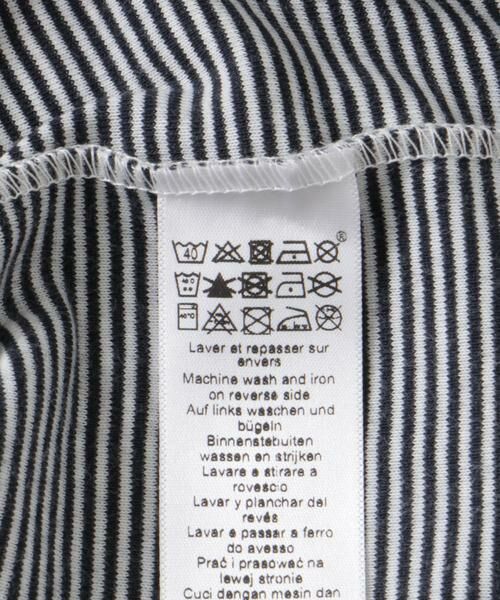 40
®
40
40°C
Laver et repasser sur
envers
Machine wash and iron
on reverse side
Auf links waschen und
bügeln
Binnenstebuiten
wassen en strijken
Lavare e stirare a
rovescio
Lavar y planchar del
revés
Lavar e passar a ferro
do avesso
Prać i prasować na
lewej stronie
Cuci dengan mesin dan